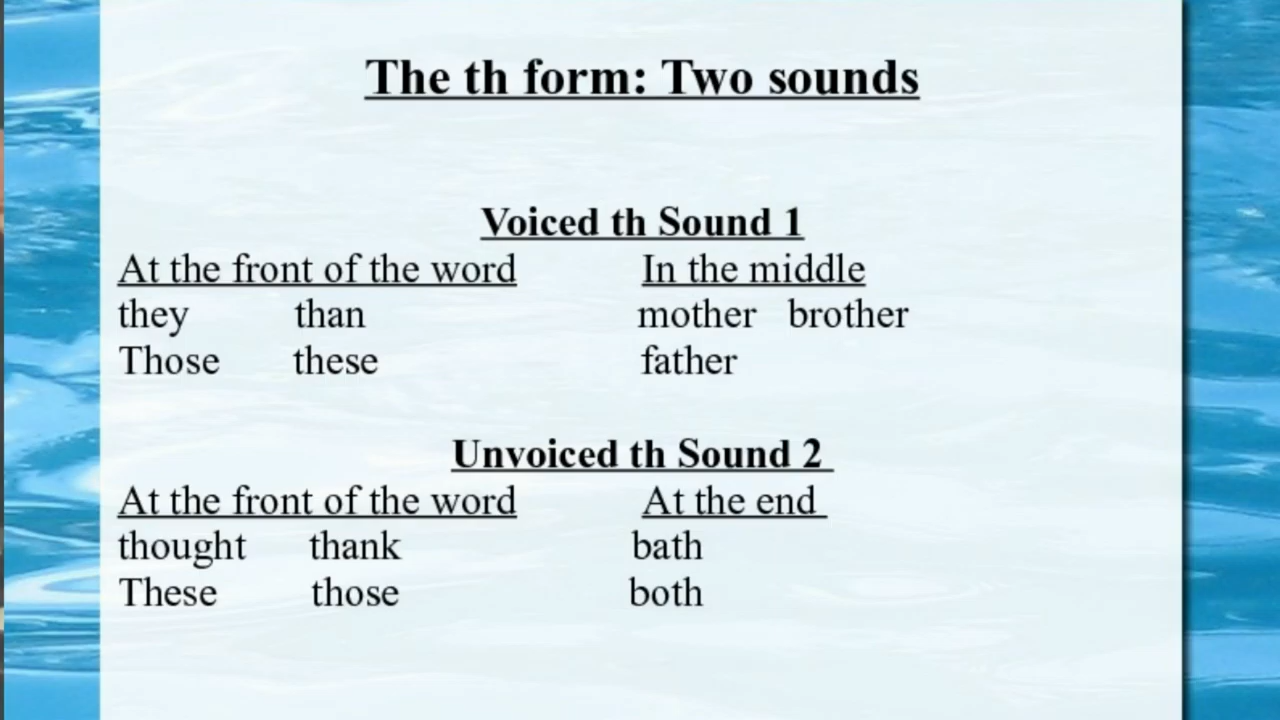 The th form: Two sounds
Voiced th Sound 1
At the front of the word In the middle
they than mother brother
Those these father
Unvoiced th Sound 2
At the front of the word At the end
thought thank bath
These those both